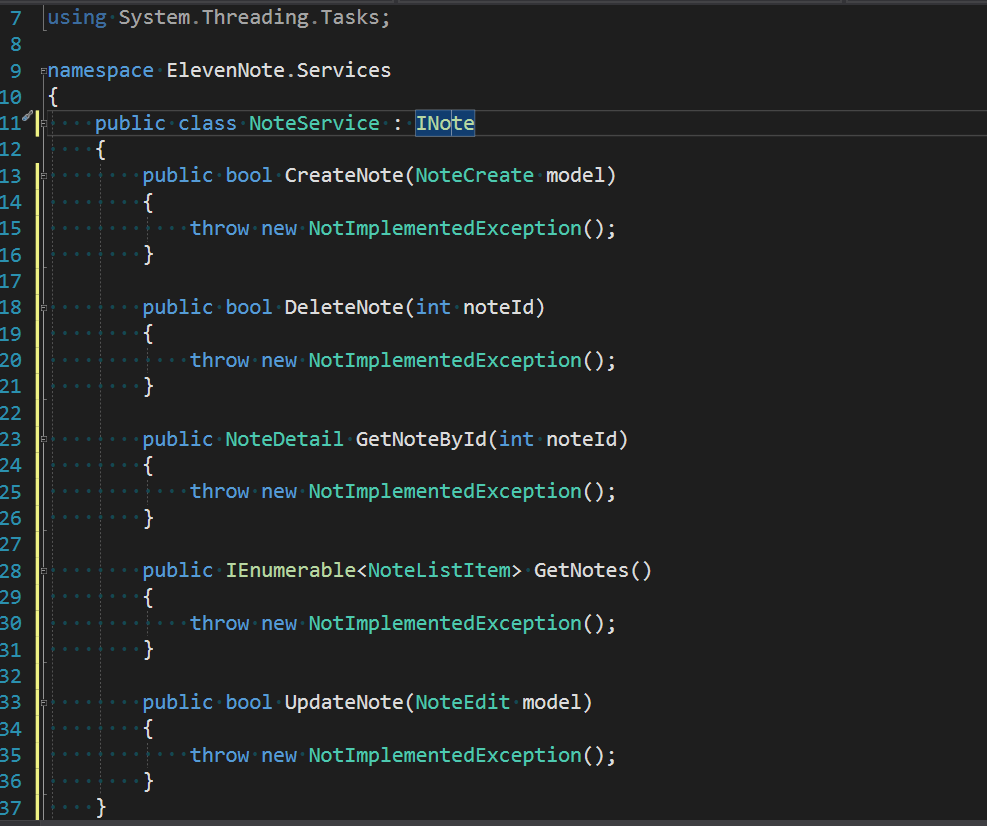 7 using System.Threading.Tasks;
8
9 namespace ElevenNote.Services
10 {
11     public class NoteService : INote
12     {
13         public bool CreateNote(NoteCreate model)
14         {
15             throw new NotImplementedException();
16         }
17
18         public bool DeleteNote(int noteId)
19         {
20             throw new NotImplementedException();
21         }
22
23         public NoteDetail GetNoteById(int noteId)
24         {
25             throw new NotImplementedException();
26         }
27
28         public IEnumerable<NoteListItem> GetNotes()
29         {
30             throw new NotImplementedException();
31         }
32
33         public bool UpdateNote(NoteEdit model)
34         {
35             throw new NotImplementedException();
36         }
37     }